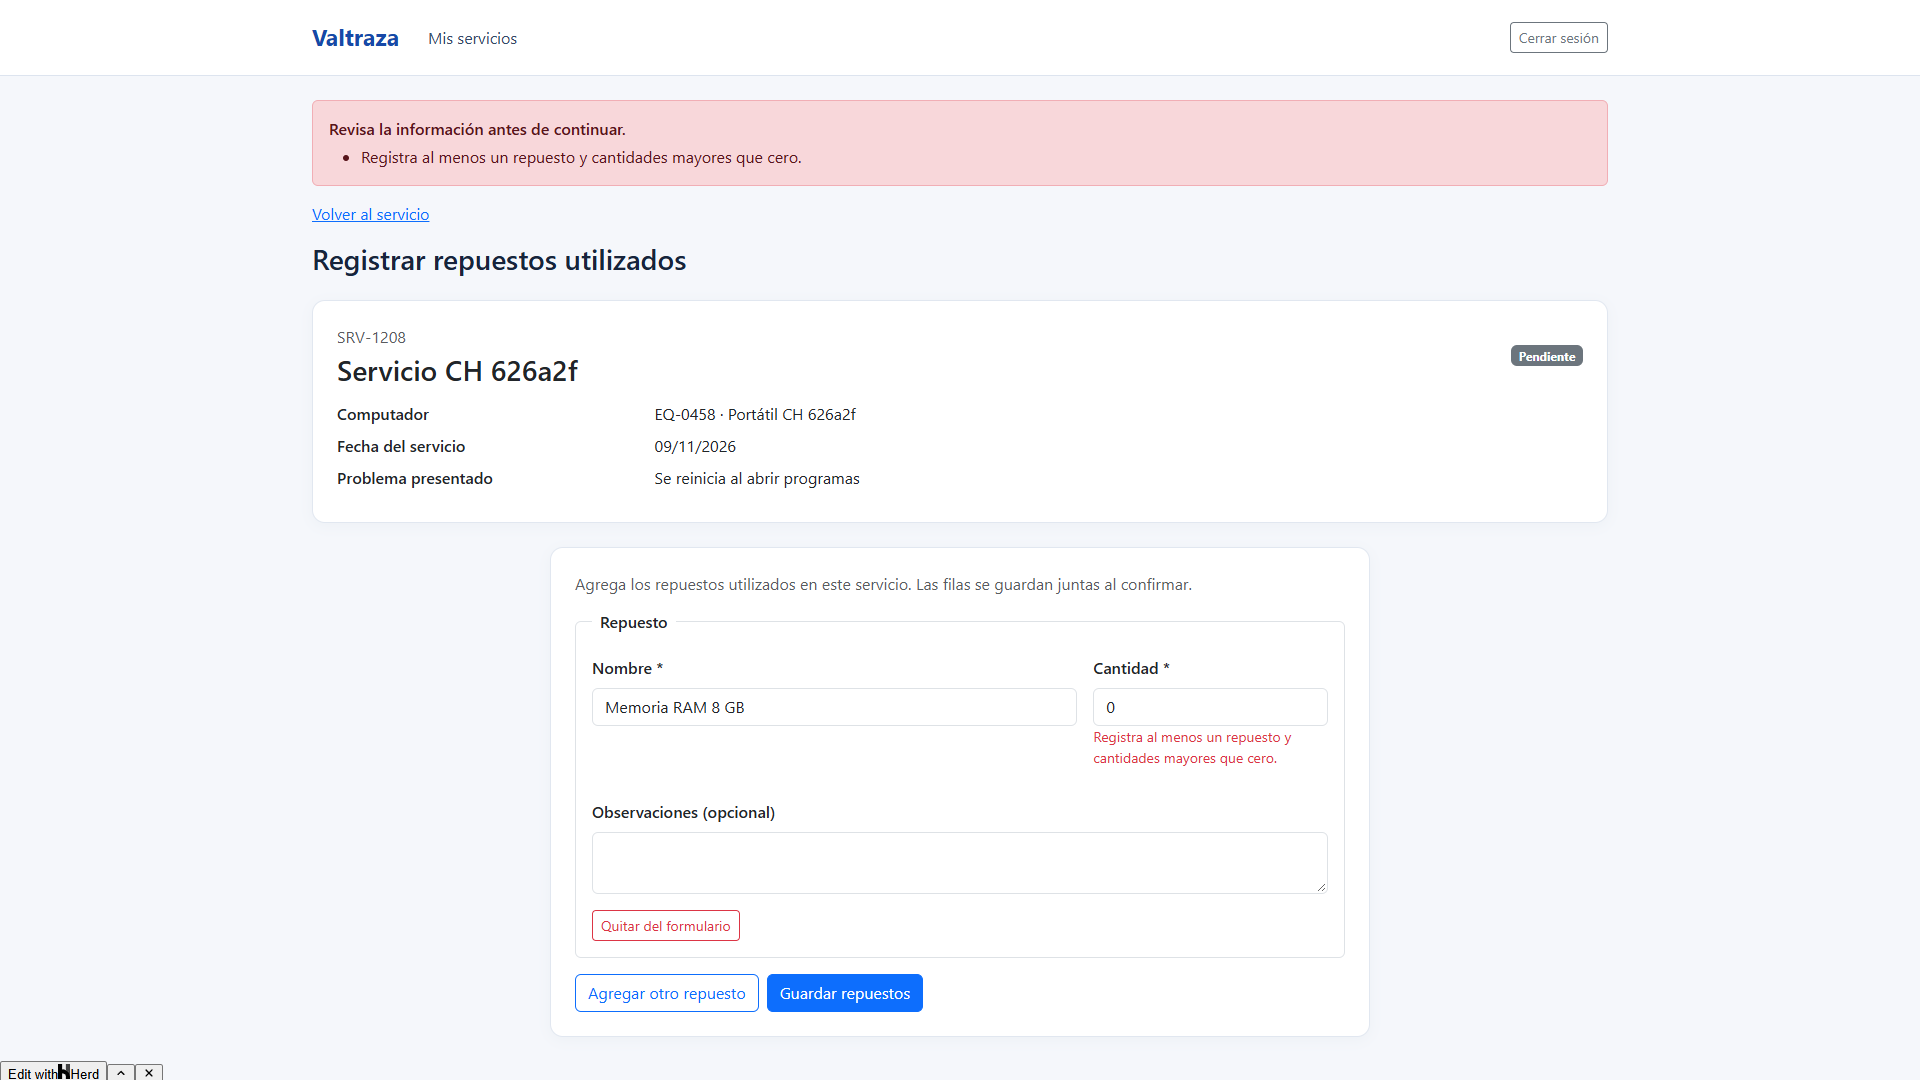 Valtraza Mis servicios Cerrar sesión
Revisa la información antes de continuar.
• Registra al menos un repuesto y cantidades mayores que cero.
Volver al servicio
Registrar repuestos utilizados
SRV-1208
Servicio CH 626a2f
Pendiente
Computador EQ-0458 · Portátil CH 626a2f
Fecha del servicio 09/11/2026
Problema presentado Se reinicia al abrir programas
Agrega los repuestos utilizados en este servicio. Las filas se guardan juntas al confirmar.
Repuesto
Nombre * Cantidad *
Memoria RAM 8 GB 0
Registra al menos un repuesto y
cantidades mayores que cero.
Observaciones (opcional)
Quitar del formulario
Agregar otro repuesto Guardar repuestos
Edit with Herd